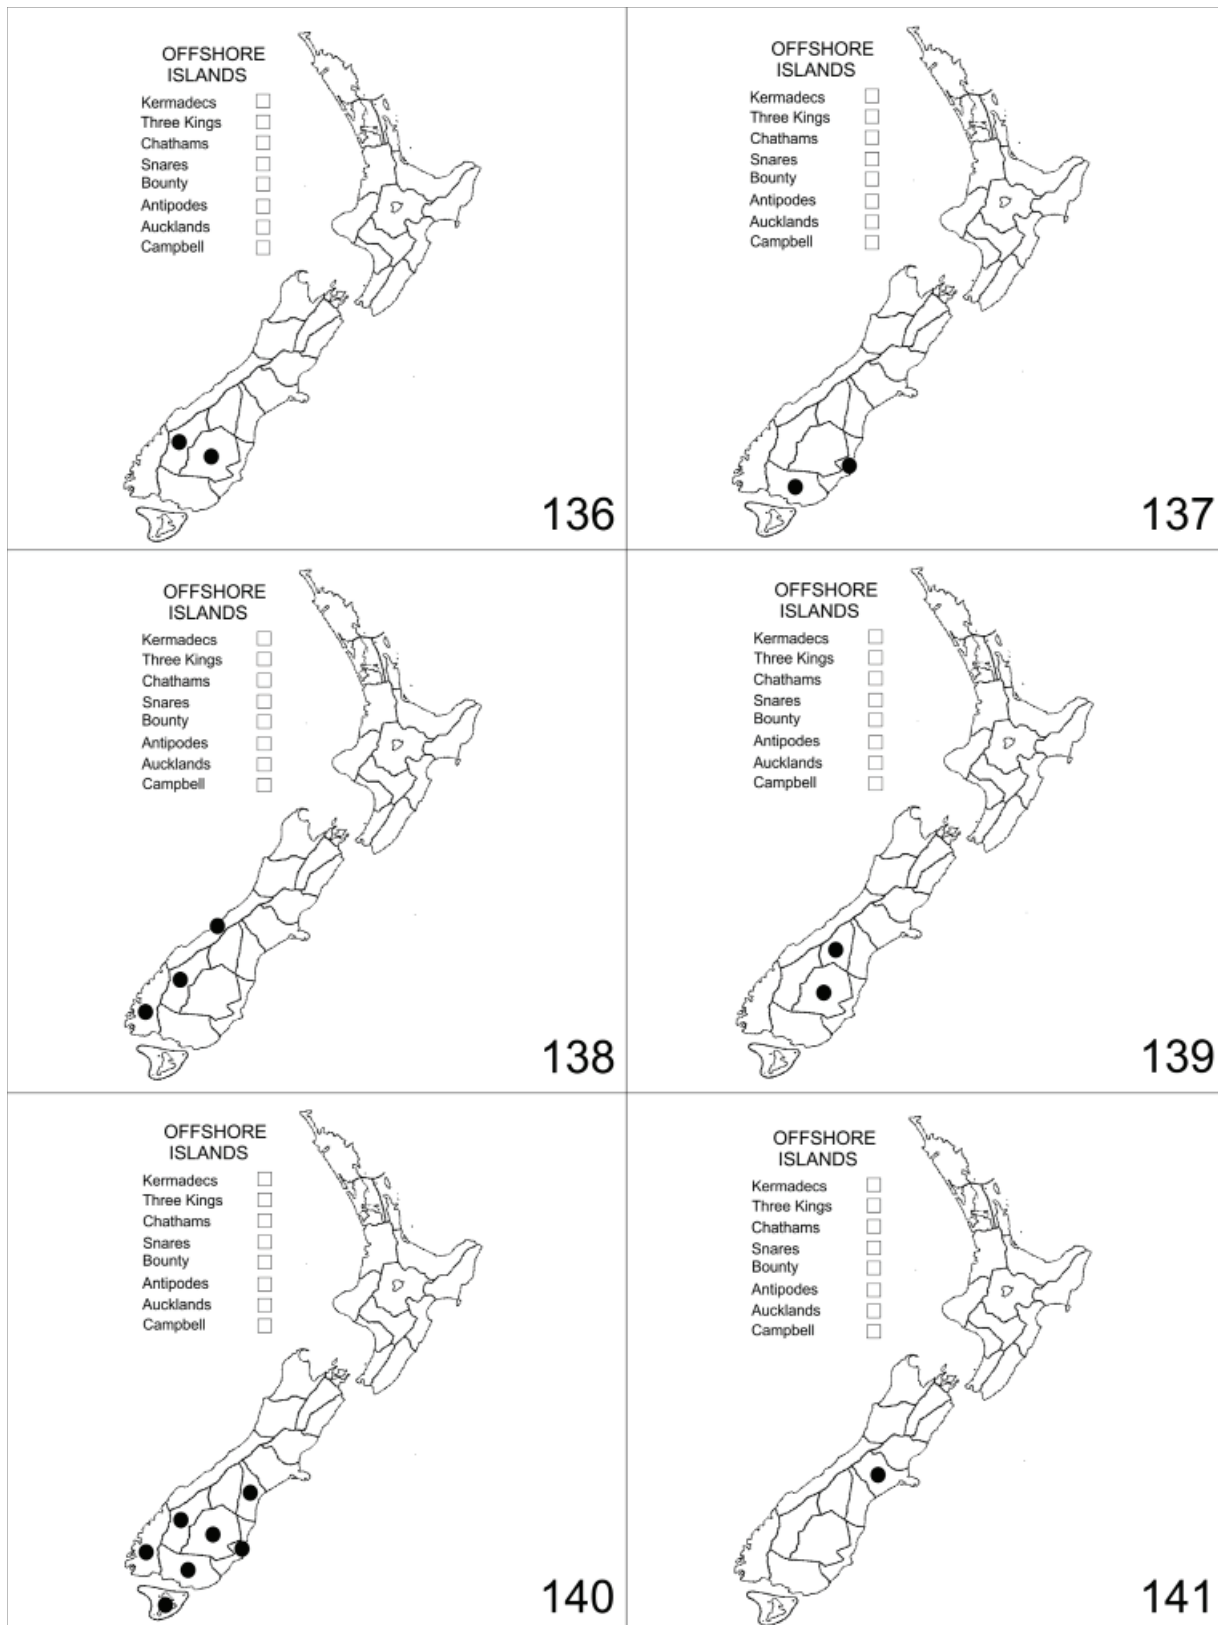 OFFSHORE
ISLANDS
Kermadecs
Three Kings
Chathams
Snares
Bounty
Antipodes
Aucklands
Campbell
136
OFFSHORE
ISLANDS
Kermadecs
Three Kings
Chathams
Snares
Bounty
Antipodes
Aucklands
Campbell
137
OFFSHORE
ISLANDS
Kermadecs
Three Kings
Chathams
Snares
Bounty
Antipodes
Aucklands
Campbell
138
OFFSHORE
ISLANDS
Kermadecs
Three Kings
Chathams
Snares
Bounty
Antipodes
Aucklands
Campbell
139
OFFSHORE
ISLANDS
Kermadecs
Three Kings
Chathams
Snares
Bounty
Antipodes
Aucklands
Campbell
140
OFFSHORE
ISLANDS
Kermadecs
Three Kings
Chathams
Snares
Bounty
Antipodes
Aucklands
Campbell
141